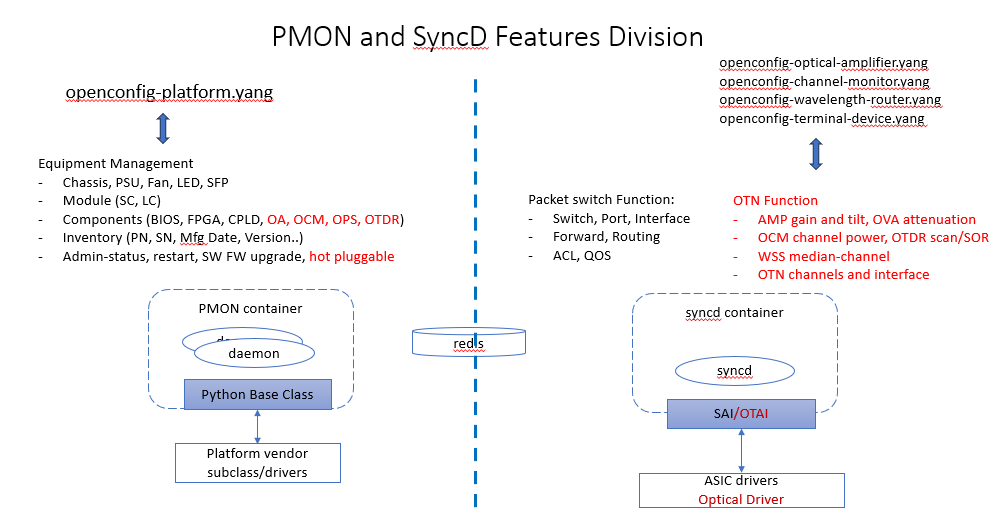 PMON and SyncD Features Division
openconfig-platform.yang
Equipment Management
- Chassis, PSU, Fan, LED, SFP
- Module (SC, LC)
- Components (BIOS, FPGA, CPLD, OA, OCM, OPS, OTDR)
- Inventory (PN, SN, Mfg Date, Version..)
- Admin-status, restart, SW FW upgrade, hot pluggable
PMON container
daemon
Python Base Class
Platform vendor
subclass/drivers
redis
openconfig-optical-amplifier.yang
openconfig-channel-monitor.yang
openconfig-wavelength-router.yang
openconfig-terminal-device.yang
Packet switch Function:
- Switch, Port, Interface
- Forward, Routing
- ACL, QOS
OTN Function
- AMP gain and tilt, OVA attenuation
- OCM channel power, OTDR scan/SOR
- WSS median-channel
- OTN channels and interface
syncd container
syncd
SAI/OTAI
ASIC drivers
Optical Driver